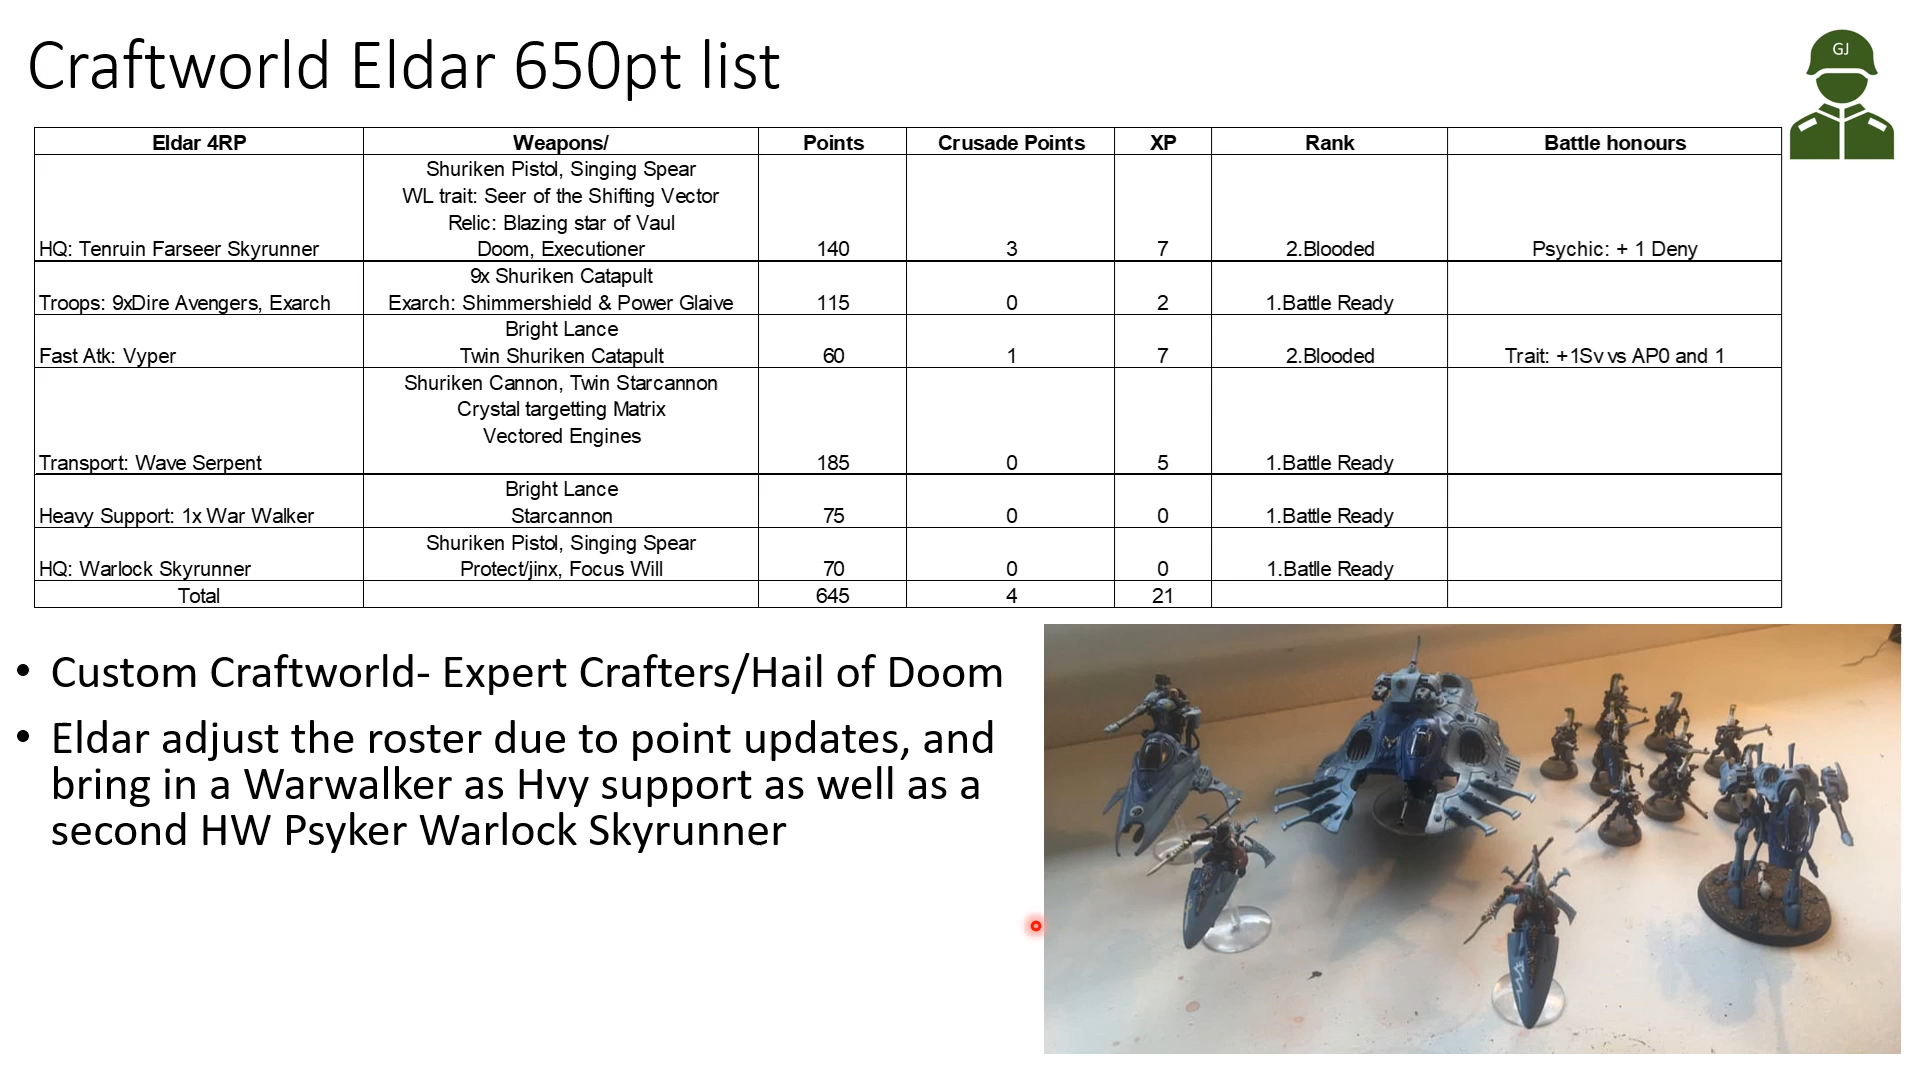 Craftworld Eldar 650pt list
GJ
Eldar 4RP Weapons/ Points Crusade Points XP Rank Battle honours
Shuriken Pistol, Singing Spear
WL trait: Seer of the Shifting Vector
Relic: Blazing star of Vaul
HQ: Tenruin Farseer Skyrunner Doom, Executioner 140 3 7 2.Blooded Psychic: + 1 Deny
9x Shuriken Catapult
Troops: 9xDire Avengers, Exarch Exarch: Shimmershield & Power Glaive 115 0 2 1.Battle Ready
Bright Lance
Fast Atk: Vyper Twin Shuriken Catapult 60 1 7 2.Blooded Trait: +1Sv vs AP0 and 1
Shuriken Cannon, Twin Starcannon
Crystal targetting Matrix
Vectored Engines
Transport: Wave Serpent 185 0 5 1.Battle Ready
Bright Lance
Heavy Support: 1x War Walker Starcannon 75 0 0 1.Battle Ready
Shuriken Pistol, Singing Spear
HQ: Warlock Skyrunner Protect/jinx, Focus Will 70 0 0 1.Battle Ready
Total 645 4 21
• Custom Craftworld- Expert Crafters/Hail of Doom
• Eldar adjust the roster due to point updates, and
bring in a Warwalker as Hvy support as well as a
second HW Psyker Warlock Skyrunner